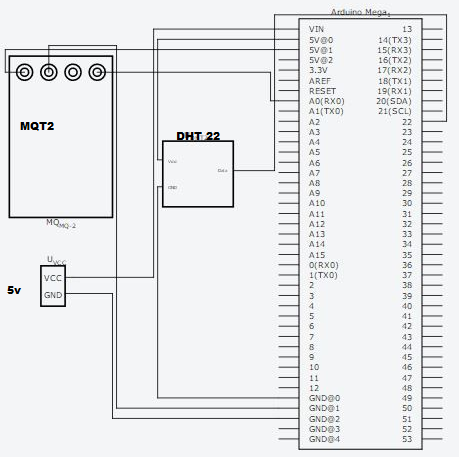 Arduino Mega1
VIN 13
5V@0 14(TX3)
5V@1 15(RX3)
5V@2 16(TX2)
3.3V 17(RX2)
AREF 18(TX1)
RESET 19(RX1)
A0(RX0) 20(SDA)
A1(TX0) 21(SCL)
A2 22
A3 23
A4 24
A5 25
A6 26
A7 27
A8 28
A9 29
A10 30
A11 31
A12 32
A13 33
A14 34
A15 35
0(RX0) 36
1(TX0) 37
2 38
3 39
4 40
5 41
6 42
7 43
8 44
9 45
10 46
11 47
12 48
GND@0 49
GND@1 50
GND@2 51
GND@3 52
GND@4 53
MQT2
MQMQ-2
DHT 22
Vcc
Data
GND
UVCC
VCC
GND
5v